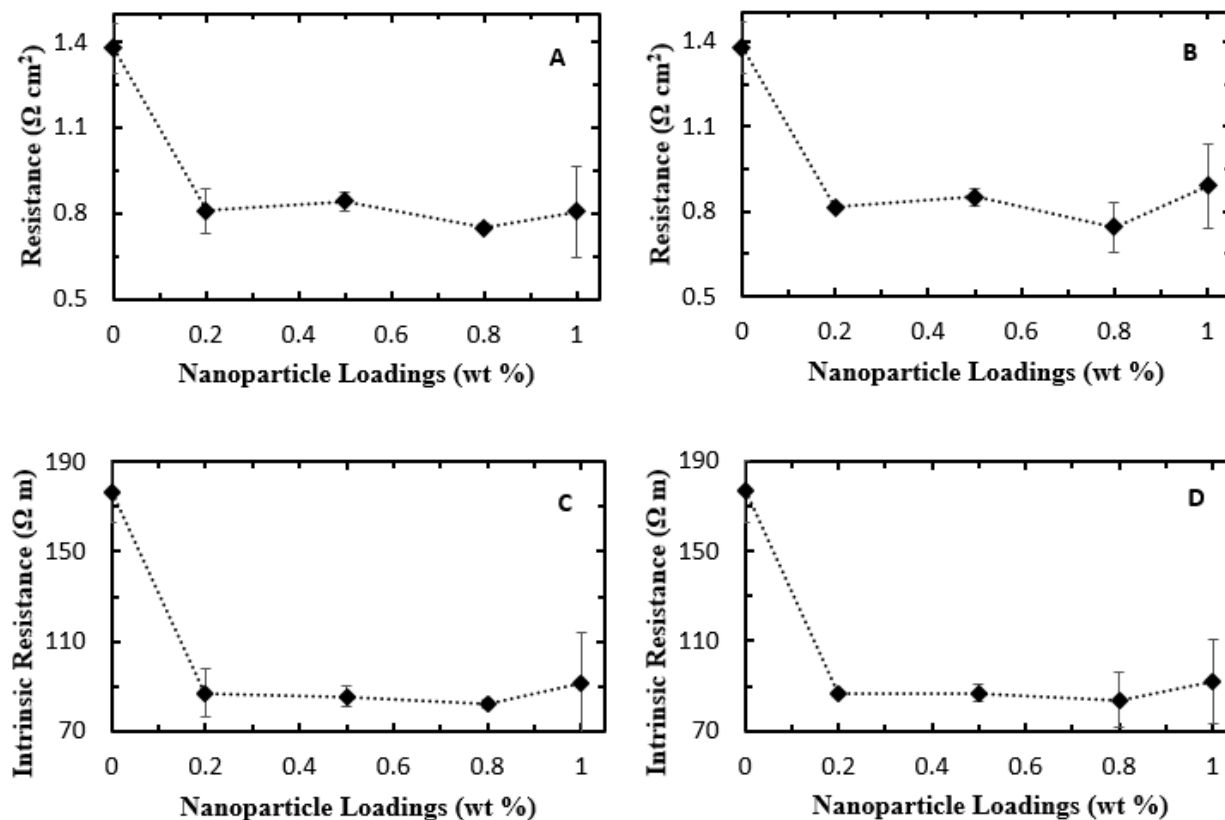 A
Resistance (Ω cm²)
1.4
1.1
0.8
0.5
0 0.2 0.4 0.6 0.8 1
Nanoparticle Loadings (wt %)
B
Resistance (Ω cm²)
1.4
1.1
0.8
0.5
0 0.2 0.4 0.6 0.8 1
Nanoparticle Loadings (wt %)
C
Intrinsic Resistance (Ω m)
190
150
110
70
0 0.2 0.4 0.6 0.8 1
Nanoparticle Loadings (wt %)
D
Intrinsic Resistance (Ω m)
190
150
110
70
0 0.2 0.4 0.6 0.8 1
Nanoparticle Loadings (wt %)